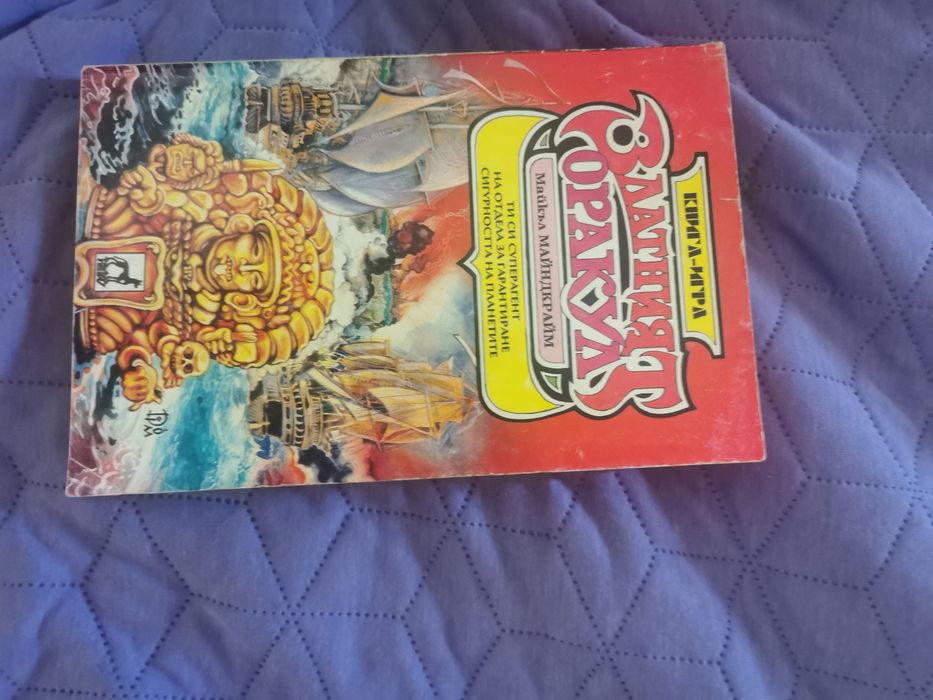 КНИГА-ИГРА
ЗЛАТНИЯТ
ОРАКУЛ
Майкъл МАЙНДКРАЙМ
ТИ СИ СУПЕРАГЕНТ
НА ОТДЕЛА ЗА ГАРАНТИРАНЕ
СИГУРНОСТТА НА ПЛАНЕТИТЕ